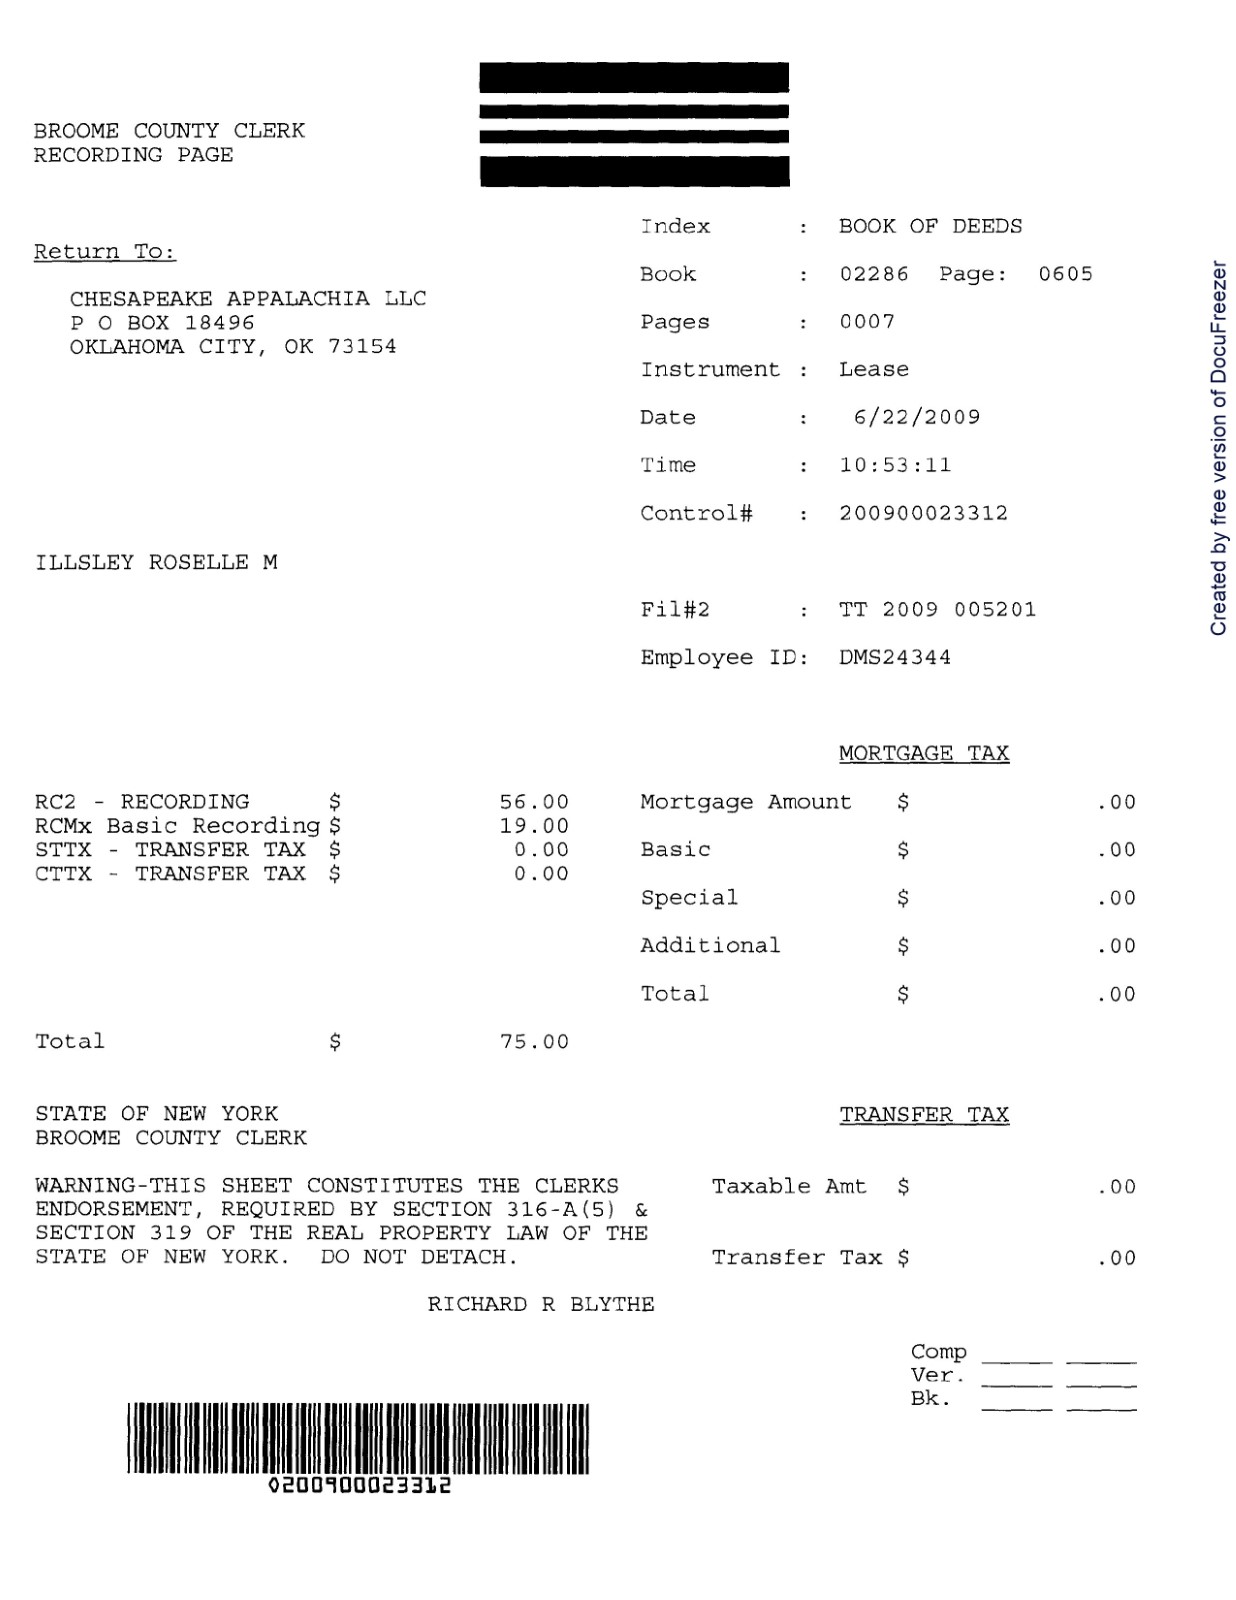 BROOME COUNTY CLERK
RECORDING PAGE
Return To:
CHESAPEAKE APPALACHIA LLC
P O BOX 18496
OKLAHOMA CITY, OK 73154
Index : BOOK OF DEEDS
Book : 02286 Page: 0605
Pages : 0007
Instrument : Lease
Date : 6/22/2009
Time : 10:53:11
Control# : 200900023312
ILLSLEY ROSELLE M
Fil#2 : TT 2009 005201
Employee ID: DMS24344
MORTGAGE TAX
RC2 - RECORDING $ 56.00
RCMx Basic Recording $ 19.00
STTX - TRANSFER TAX $ 0.00
CTTX - TRANSFER TAX $ 0.00
Mortgage Amount $ .00
Basic $ .00
Special $ .00
Additional $ .00
Total $ .00
Total $ 75.00
STATE OF NEW YORK
BROOME COUNTY CLERK
WARNING-THIS SHEET CONSTITUTES THE CLERKS
ENDORSEMENT, REQUIRED BY SECTION 316-A(5) &
SECTION 319 OF THE REAL PROPERTY LAW OF THE
STATE OF NEW YORK. DO NOT DETACH.
RICHARD R BLYTHE
TRANSFER TAX
Taxable Amt $ .00
Transfer Tax $ .00
Comp
Ver.
Bk.
0200900023312
Created by free version of DocuFreezer